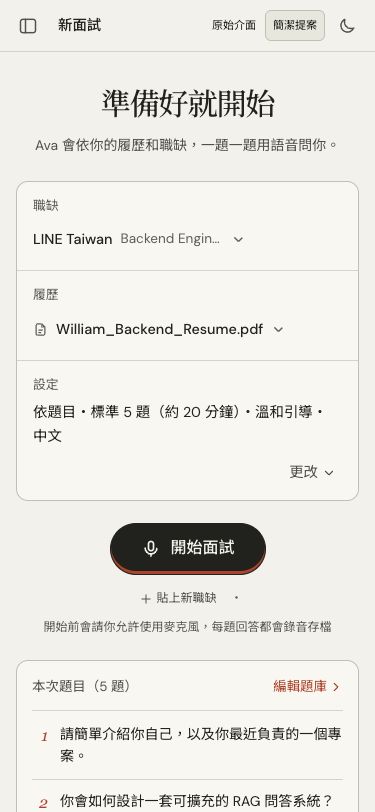 新面試 原始介面 簡潔提案
準備好就開始
Ava 會依你的履歷和職缺，一題一題用語音問你。
職缺
LINE Taiwan Backend Engin...
履歷
William_Backend_Resume.pdf
設定
依題目・標準 5 題（約 20 分鐘）・溫和引導・
中文
更改
開始面試
＋ 貼上新職缺 ・
開始前會請你允許使用麥克風，每題回答都會錄音存檔
本次題目（5 題） 編輯題庫
1 請簡單介紹你自己，以及你最近負責的一個專
案。
2 你會如何設計一套可擴充的 RAG 問答系統？